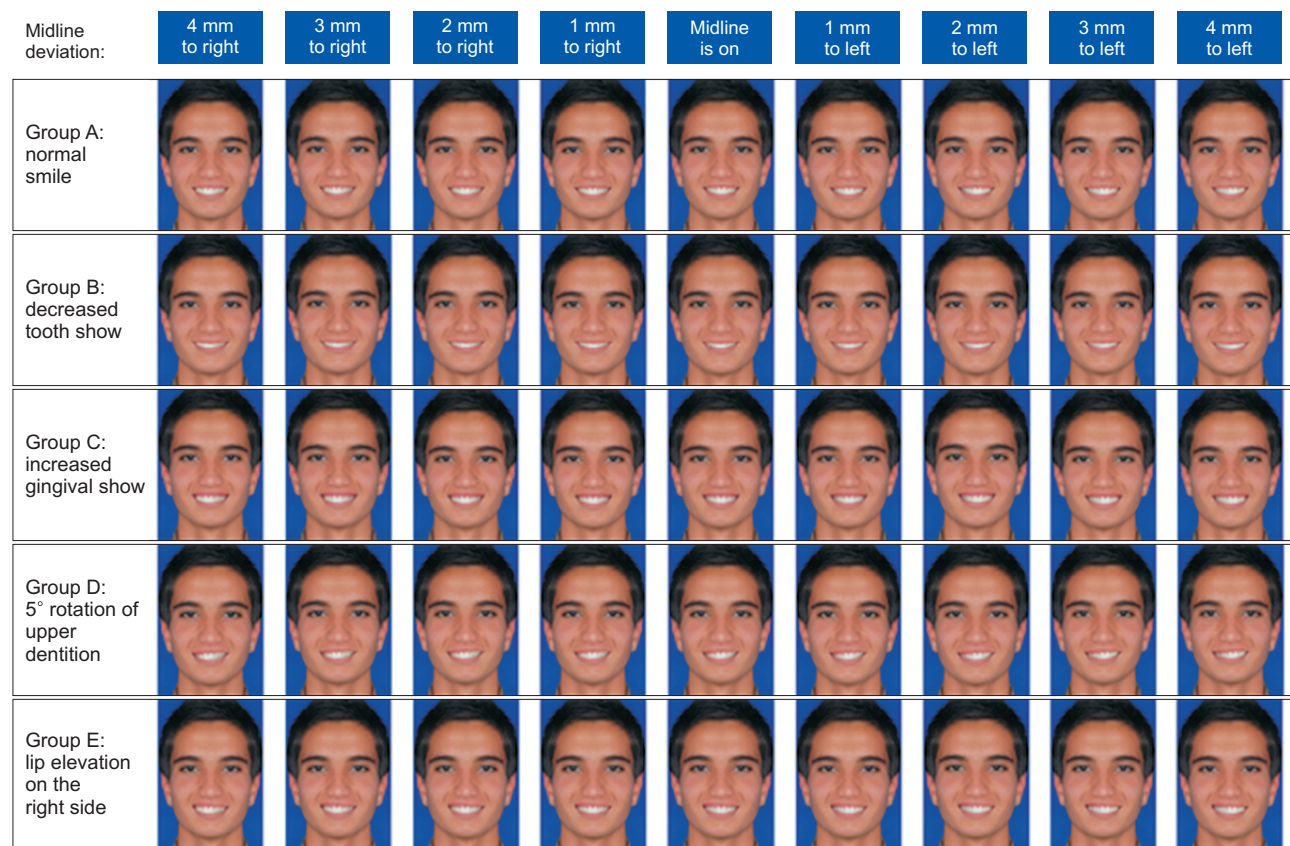 Midline
deviation:
4 mm
to right
3 mm
to right
2 mm
to right
1 mm
to right
Midline
is on
1 mm
to left
2 mm
to left
3 mm
to left
4 mm
to left
Group A:
normal
smile
Group B:
decreased
tooth show
Group C:
increased
gingival show
Group D:
5° rotation of
upper
dentition
Group E:
lip elevation
on the
right side